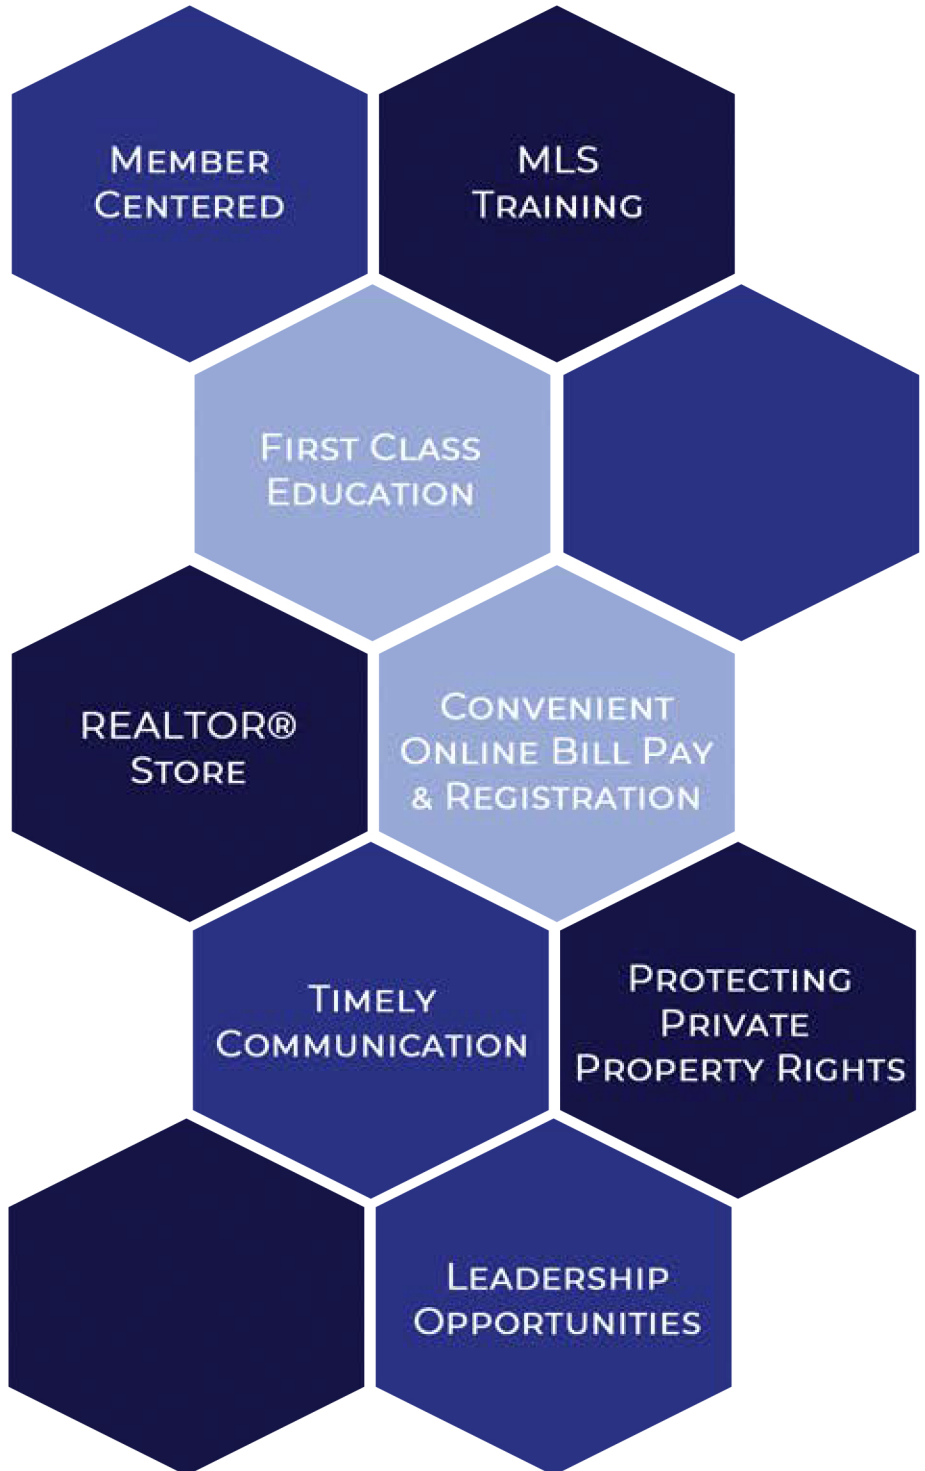 Member
Centered
MLS
Training
First Class
Education
REALTOR®
Store
Convenient
Online Bill Pay
& Registration
Timely
Communication
Protecting
Private
Property Rights
Leadership
Opportunities